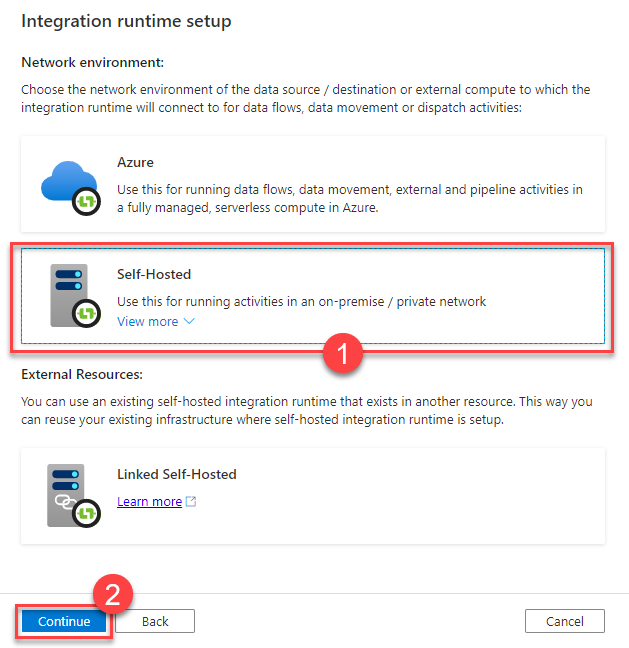 Integration runtime setup
Network environment:
Choose the network environment of the data source / destination or external compute to which the
integration runtime will connect to for data flows, data movement or dispatch activities:
Azure
Use this for running data flows, data movement, external and pipeline activities in
a fully managed, serverless compute in Azure.
Self-Hosted
Use this for running activities in an on-premise / private network
View more
1
External Resources:
You can use an existing self-hosted integration runtime that exists in another resource. This way you
can reuse your existing infrastructure where self-hosted integration runtime is setup.
Linked Self-Hosted
Learn more
2
Continue
Back
Cancel